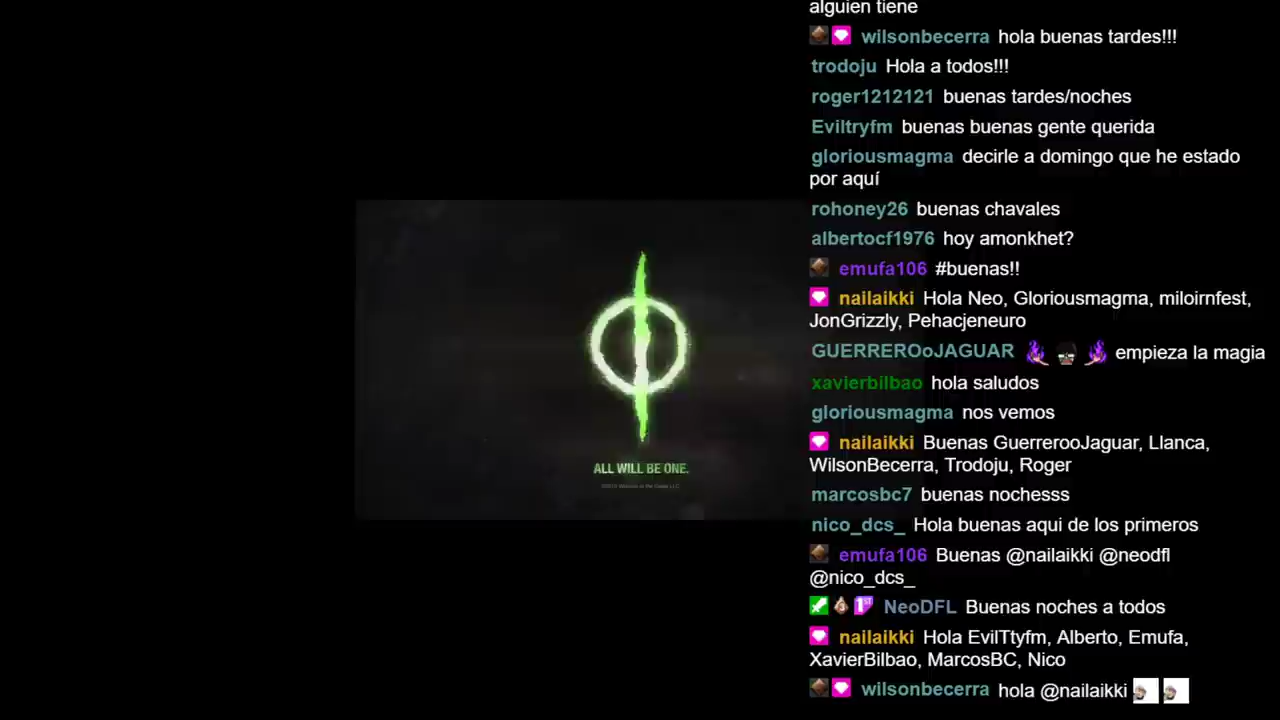 alguien tiene
wilsonbecerra hola buenas tardes!!!
trodoju Hola a todos!!!
roger1212121 buenas tardes/noches
Eviltryfm buenas buenas gente querida
gloriousmagma decirle a domingo que he estado
por aquí
rohoney26 buenas chavales
albertocf1976 hoy amonkhet?
emufa106 #buenas!!
nailaikki Hola Neo, Gloriousmagma, miloirnfest,
JonGrizzly, Pehacjeneuro
GUERREROoJAGUAR empieza la magia
xavierbilbao hola saludos
gloriousmagma nos vemos
nailaikki Buenas GuerrerooJaguar, Llanca,
WilsonBecerra, Trodoju, Roger
marcosbc7 buenas nochesss
nico_dcs_ Hola buenas aqui de los primeros
emufa106 Buenas @nailaikki @neodfl
@nico_dcs_
NeoDFL Buenas noches a todos
nailaikki Hola EvilTtyfm, Alberto, Emufa,
XavierBilbao, MarcosBC, Nico
wilsonbecerra hola @nailaikki
ALL WILL BE ONE.